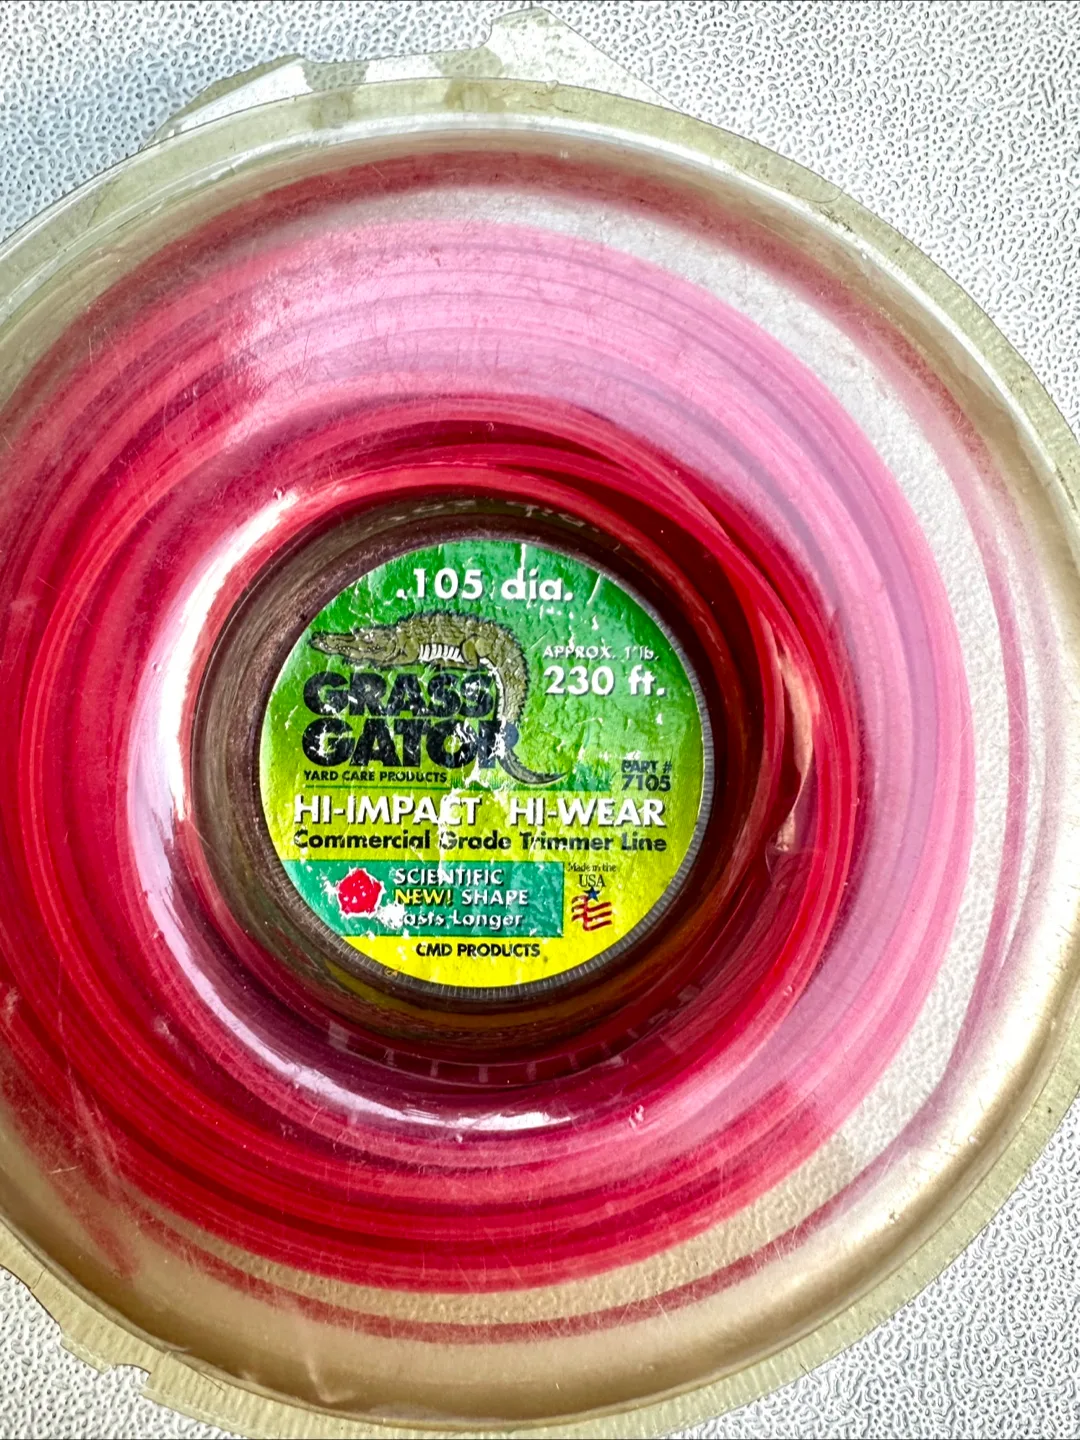 .105 dia.
APPROX. 1 lb.
230 ft.
GRASS
GATOR
YARD CARE PRODUCTS
PART #
7105
HI-IMPACT HI-WEAR
Commercial Grade Trimmer Line
SCIENTIFIC
NEW! SHAPE
Lasts Longer
Made in the
USA
CMD PRODUCTS